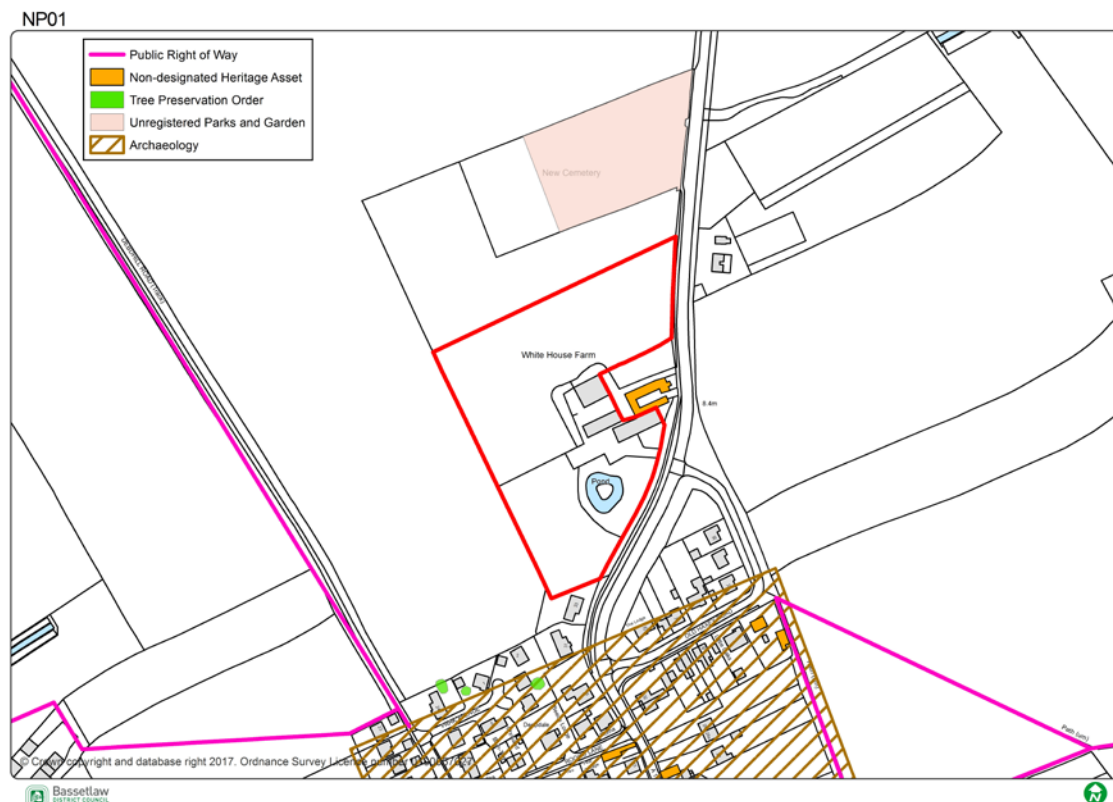 NP01
Public Right of Way
Non-designated Heritage Asset
Tree Preservation Order
Unregistered Parks and Garden
Archaeology
New Cemetery
White House Farm
8.4m
Pond
Path (um)
© Crown copyright and database right 2017. Ordnance Survey
Bassetlaw
DISTRICT COUNCIL
N